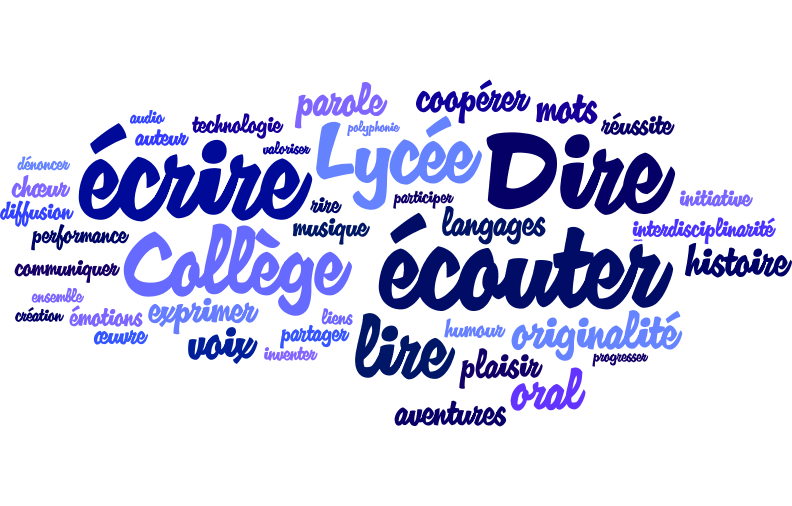 audio
parole
coopérer
mots
auteur
technologie
polyphonie
réussite
valoriser
Lycée
Dire
dénoncer
chœur
écrire
diffusion
rire
participer
initiative
performance
musique
langages
interdisciplinarité
communiquer
Collège
écouter
histoire
ensemble
création
émotions
exprimer
liens
œuvre
voix
partager
inventer
lire
humour
originalité
plaisir
progresser
oral
aventures